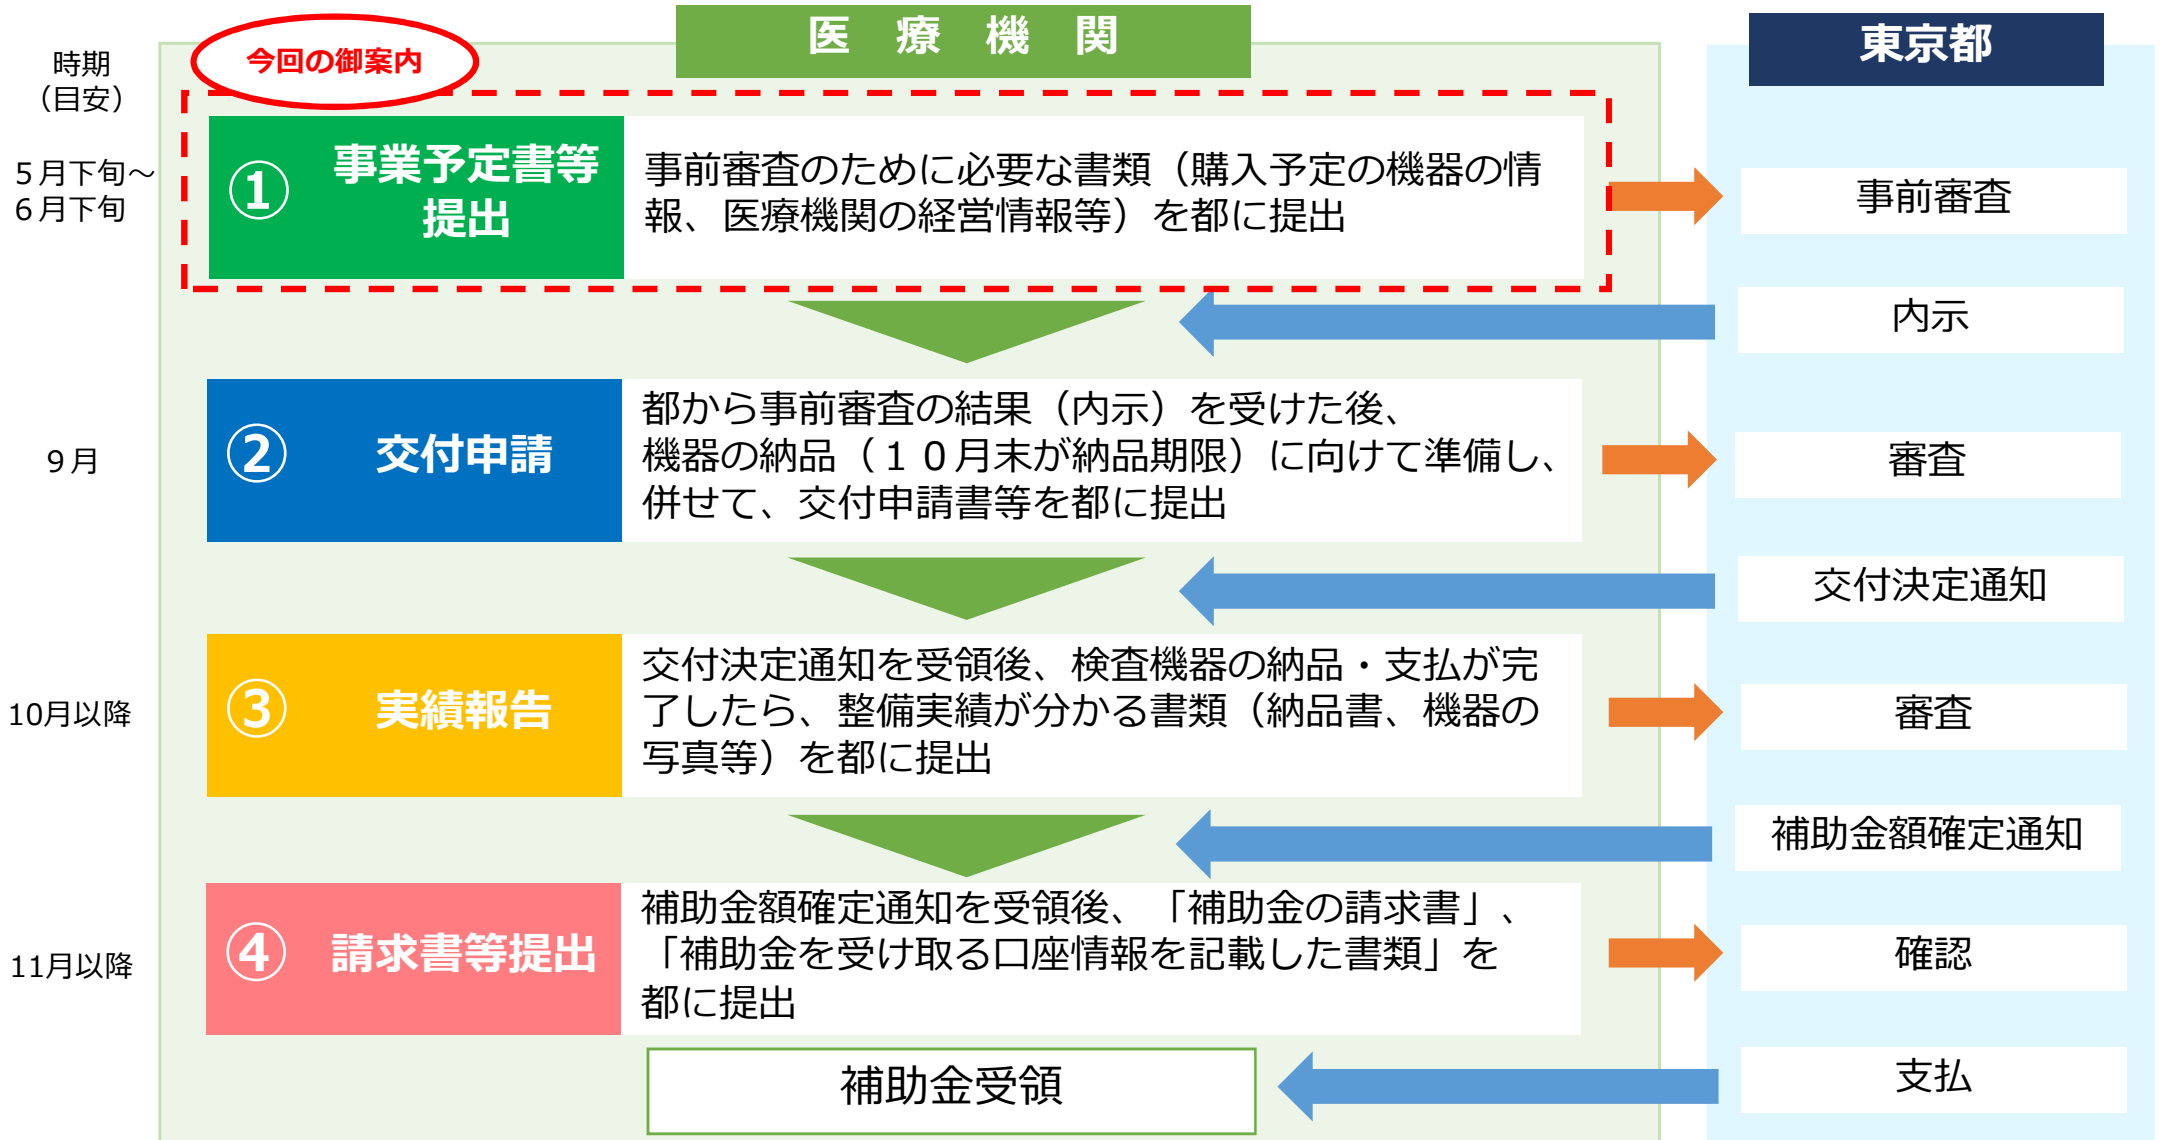 医療機関
東京都
時期
（目安）
今回の御案内
５月下旬～
６月下旬
①
事業予定書等
提出
事前審査のために必要な書類（購入予定の機器の情
報、医療機関の経営情報等）を都に提出
事前審査
内示
９月
②
交付申請
都から事前審査の結果（内示）を受けた後、
機器の納品（１０月末が納品期限）に向けて準備し、
併せて、交付申請書等を都に提出
審査
交付決定通知
10月以降
③
実績報告
交付決定通知を受領後、検査機器の納品・支払が完
了したら、整備実績が分かる書類（納品書、機器の
写真等）を都に提出
審査
補助金額確定通知
11月以降
④
請求書等提出
補助金額確定通知を受領後、「補助金の請求書」、
「補助金を受け取る口座情報を記載した書類」を
都に提出
確認
補助金受領
支払